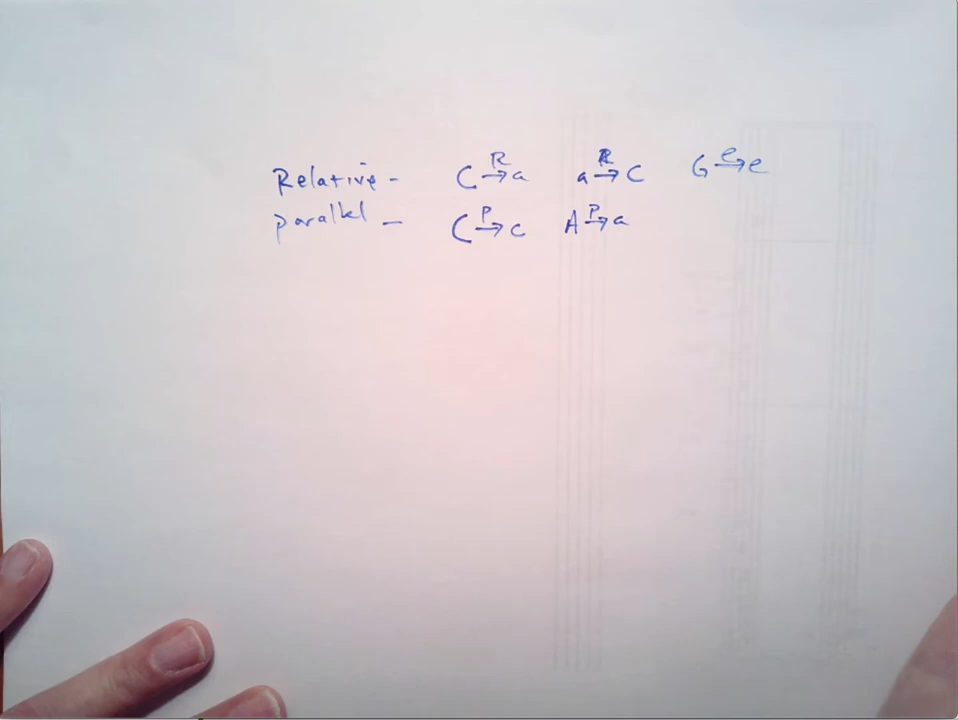 Relative - C R→ a a R→ C G e→ e
parallel - C P→ c A P→ a